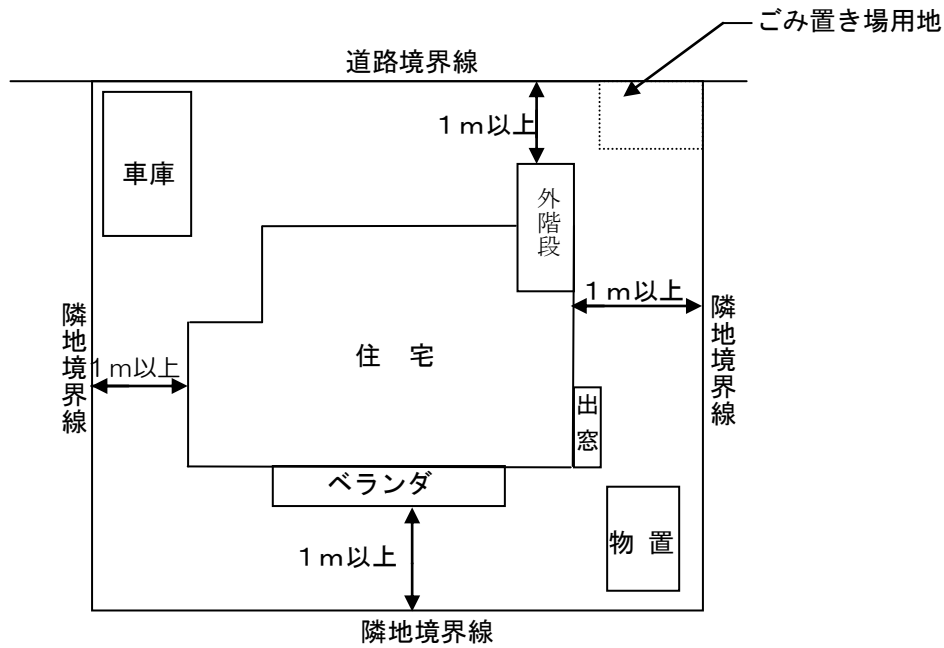 ごみ置き場用地
道路境界線
1m以上
車庫
外階段
1m以上
隣地境界線
隣地境界線
1m以上
住 宅
出窓
ベランダ
1m以上
物 置
隣地境界線